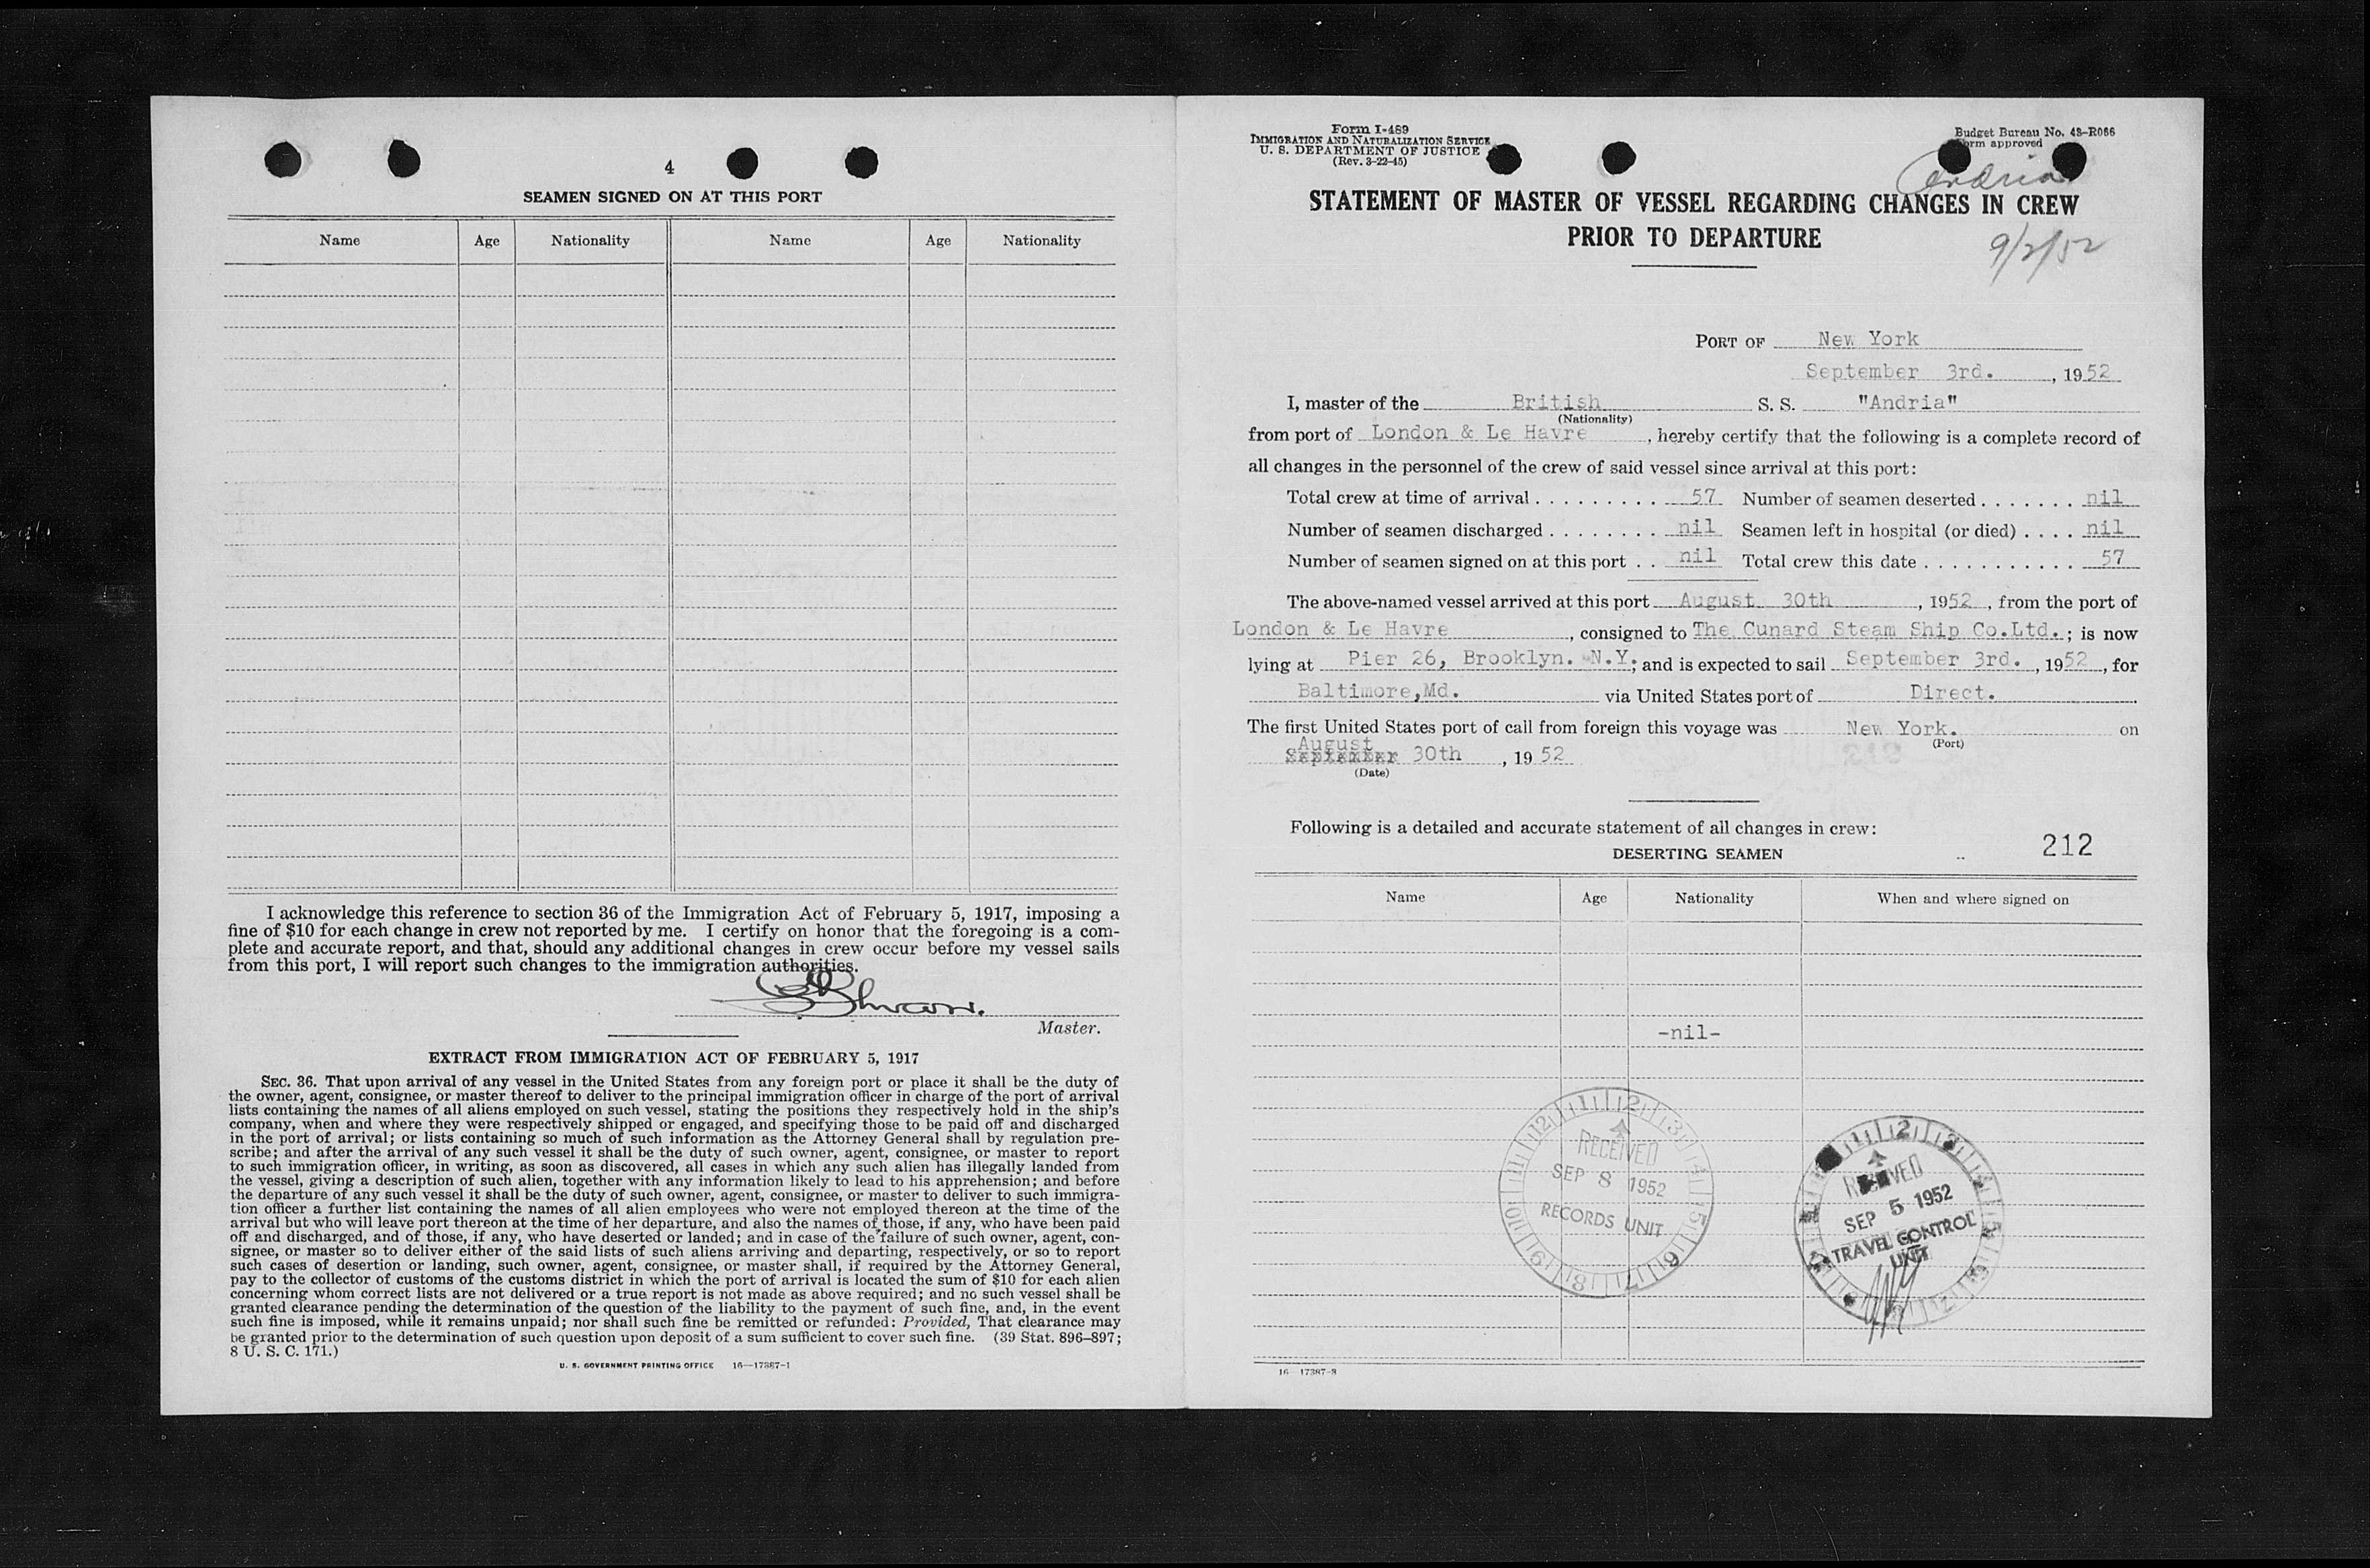 4
SEAMEN SIGNED ON AT THIS PORT
Name Age Nationality Name Age Nationality
I acknowledge this reference to section 36 of the Immigration Act of February 5, 1917, imposing a
fine of $10 for each change in crew not reported by me. I certify on honor that the foregoing is a com-
plete and accurate report, and that, should any additional changes in crew occur before my vessel sails
from this port, I will report such changes to the immigration authorities.
Master.
EXTRACT FROM IMMIGRATION ACT OF FEBRUARY 5, 1917
SEC. 36. That upon arrival of any vessel in the United States from any foreign port or place it shall be the duty of
the owner, agent, consignee, or master thereof to deliver to the principal immigration officer in charge of the port of arrival
lists containing the names of all aliens employed on such vessel, stating the positions they respectively hold in the ship's
company, when and where they were respectively shipped or engaged, and specifying those to be paid off and discharged
in the port of arrival; or lists containing so much of such information as the Attorney General shall by regulation pre-
scribe; and after the arrival of any such vessel it shall be the duty of such owner, agent, consignee, or master to report
to such immigration officer, in writing, as soon as discovered, all cases in which any such alien has illegally landed from
the vessel, giving a description of such alien, together with any information likely to lead to his apprehension; and before
the departure of any such vessel it shall be the duty of such owner, agent, consignee, or master to deliver to such immigra-
tion officer a further list containing the names of all alien employees who were not employed thereon at the time of the
arrival but who will leave port thereon at the time of her departure, and also the names of those, if any, who have been paid
off and discharged, and of those, if any, who have deserted or landed; and in case of the failure of such owner, agent, con-
signee, or master so to deliver either of the said lists of such aliens arriving and departing, respectively, or so to report
such cases of desertion or landing, such owner, agent, consignee, or master shall, if required by the Attorney General,
pay to the collector of customs of the customs district in which the port of arrival is located the sum of $10 for each alien
concerning whom correct lists are not delivered or a true report is not made as above required; and no such vessel shall be
granted clearance pending the determination of the question of the liability to the payment of such fine, and, in the event
such fine is imposed, while it remains unpaid; nor shall such fine be remitted or refunded: Provided, That clearance may
be granted prior to the determination of such question upon deposit of a sum sufficient to cover such fine. (39 Stat. 896–897;
8 U. S. C. 171.)
U. S. GOVERNMENT PRINTING OFFICE 16—17387-1
Form I-489
IMMIGRATION AND NATURALIZATION SERVICE
U. S. DEPARTMENT OF JUSTICE
(Rev. 3-22-45)
Budget Bureau No. 43-R066
Form approved
Andria
STATEMENT OF MASTER OF VESSEL REGARDING CHANGES IN CREW
PRIOR TO DEPARTURE
9/2/52
PORT OF New York
September 3rd. , 1952
I, master of the British S. S. "Andria"
(Nationality)
from port of London & Le Havre , hereby certify that the following is a complete record of
all changes in the personnel of the crew of said vessel since arrival at this port:
Total crew at time of arrival . . . . . . . . . . 57 Number of seamen deserted . . . . . . . nil
Number of seamen discharged . . . . . . . . nil Seamen left in hospital (or died) . . . . nil
Number of seamen signed on at this port . . nil Total crew this date . . . . . . . . . . . 57
The above-named vessel arrived at this port August 30th , 1952 , from the port of
London & Le Havre , consigned to The Cunard Steam Ship Co.Ltd. ; is now
lying at Pier 26, Brooklyn. N.Y. ; and is expected to sail September 3rd. , 1952 , for
Baltimore,Md. via United States port of Direct.
The first United States port of call from foreign this voyage was New York. on
(Port)
August
September 30th , 19 52
(Date)
Following is a detailed and accurate statement of all changes in crew:
DESERTING SEAMEN
212
Name Age Nationality When and where signed on
-nil-
RECEIVED
SEP 8 1952
RECORDS UNIT
RECEIVED
SEP 5 1952
TRAVEL CONTROL
UNIT
16—17387-3